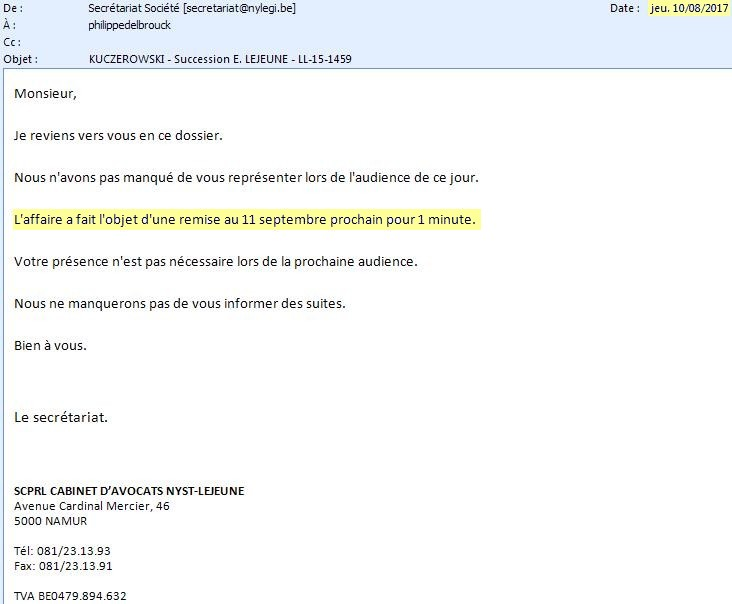 De : Secrétariat Société [secretariat@nylegi.be] Date : jeu. 10/08/2017
À : philippedelbrouck
Cc :
Objet : KUCZEROWSKI - Succession E. LEJEUNE - LL-15-1459
Monsieur,
Je reviens vers vous en ce dossier.
Nous n'avons pas manqué de vous représenter lors de l'audience de ce jour.
L'affaire a fait l'objet d'une remise au 11 septembre prochain pour 1 minute.
Votre présence n'est pas nécessaire lors de la prochaine audience.
Nous ne manquerons pas de vous informer des suites.
Bien à vous.
Le secrétariat.
SCPRL CABINET D'AVOCATS NYST-LEJEUNE
Avenue Cardinal Mercier, 46
5000 NAMUR
Tél: 081/23.13.93
Fax: 081/23.13.91
TVA BE0479.894.632